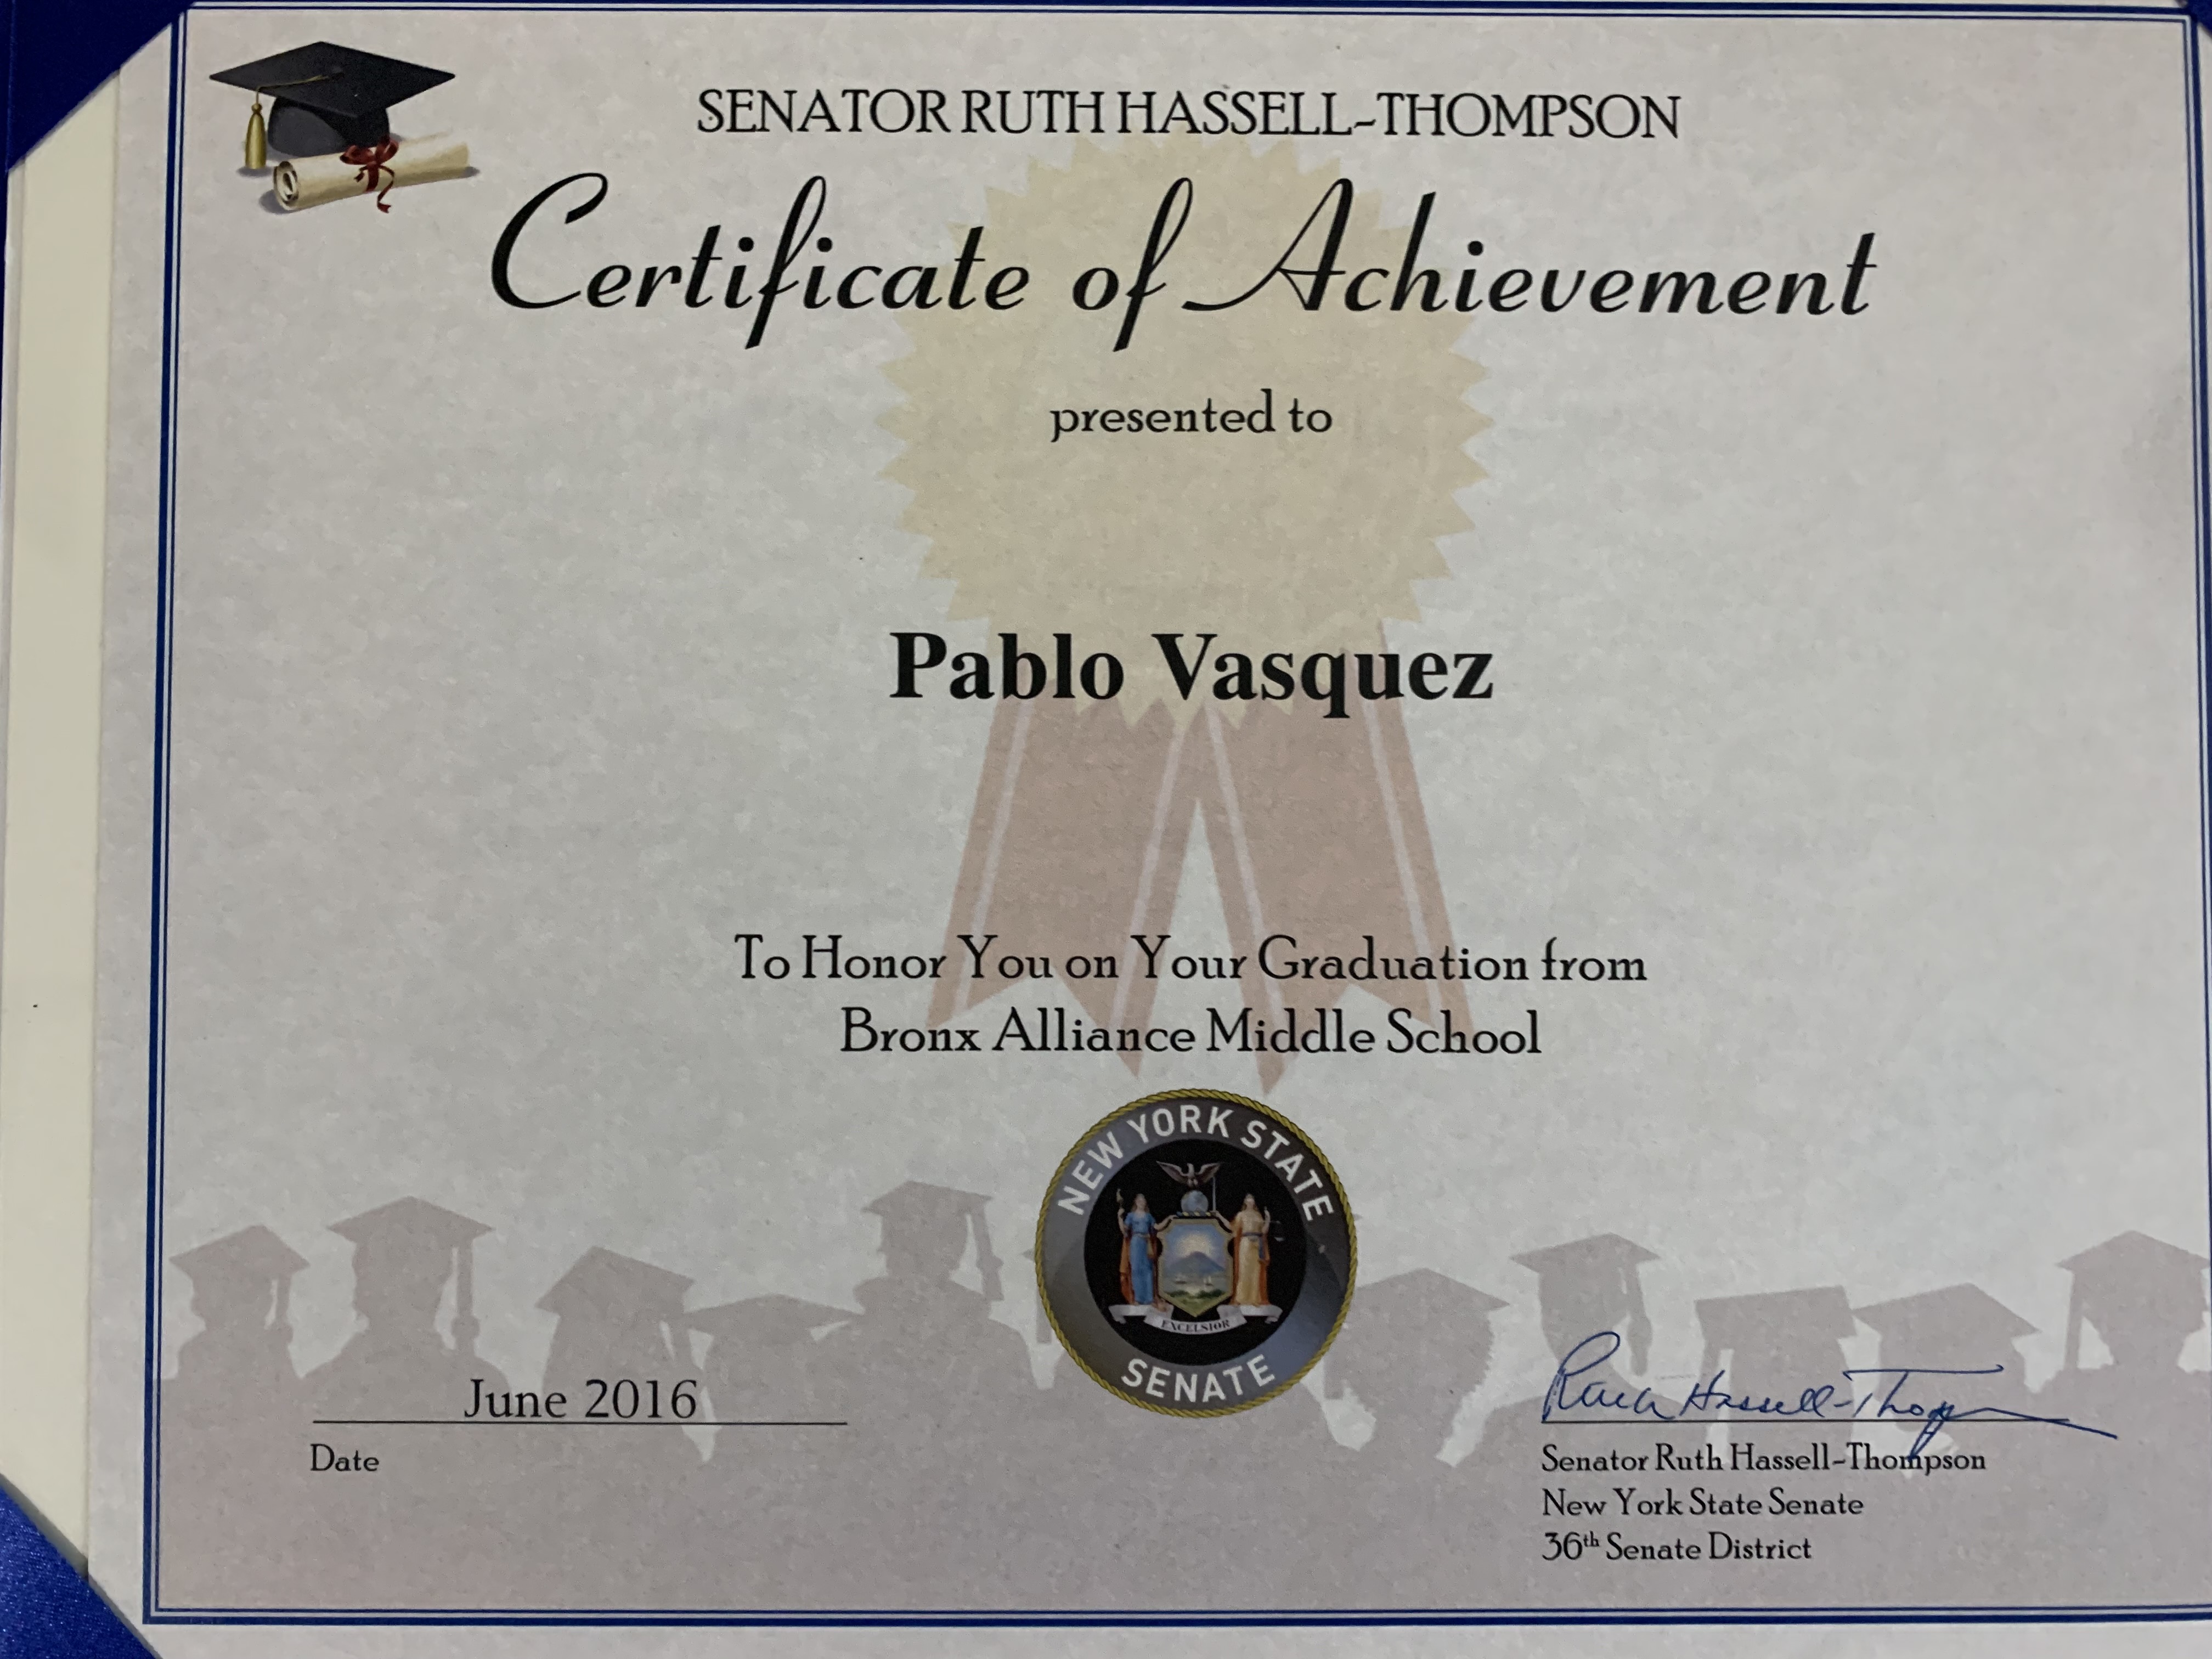 SENATOR RUTH HASSELL-THOMPSON
Certificate of Achievement
presented to
Pablo Vasquez
To Honor You on Your Graduation from
Bronx Alliance Middle School
NEW YORK STATE
EXCELSIOR
SENATE
June 2016
Date
Ruth Hassell-Thompson
Senator Ruth Hassell-Thompson
New York State Senate
36th Senate District